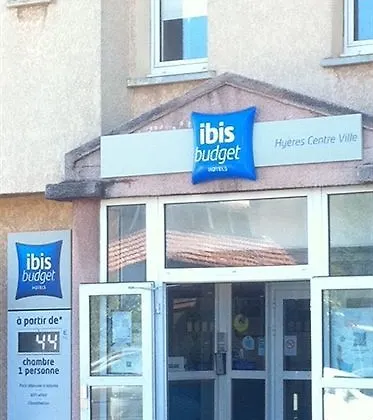 ibis
budget
HOTELS
Hyères Centre Ville
ibis
budget
HOTELS
à partir de*
44 €
chambre
1 personne